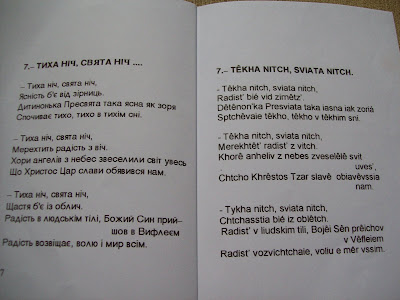 7.– ТИХА НІЧ, СВЯТА НІЧ ....
– Тиха ніч, свята ніч,
Ясність б'є від зірниць.
Дитинонька Пресвята така ясна як зоря
Спочиває тихо, тихо в тихім сні.
– Тиха ніч, свята ніч,
Мерехтить радість з віч.
Хори ангелів з небес звеселили світ увесь
Що Христос Цар слави обявився нам.
– Тиха ніч, свята ніч,
Щастя б'є із облич.
Радість в людськім тілі, Божий Син прий-
шов в Вифлеєм
Радість возвіщає, волю і мир всім.
7
7.– TÊKHA NITCH, SVIATA NITCH.
- Têkha nitch, sviata nitch,
Radist' biê vid zirnêtz'.
Dêtênon'ka Presviata taka iasna iak zoriá
Sptchêvaie têkho, têkho v têkhim sni.
- Têkha nitch, sviata nitch,
Merekhtêt' radist' z vitch.
Khorê anheliv z nebes zveselêlê svit
uves',
Chtcho Khrêstos Tzar slavê obiavêvssia
nam.
- Tykha nitch, sviata nitch,
Chtchasstia biê iz oblêtch.
Radist' v liudskim tili, Bojêi Sên prêichov
v Vêfleiem
Radist' vozvichtchaie, voliu e mêr vssim.